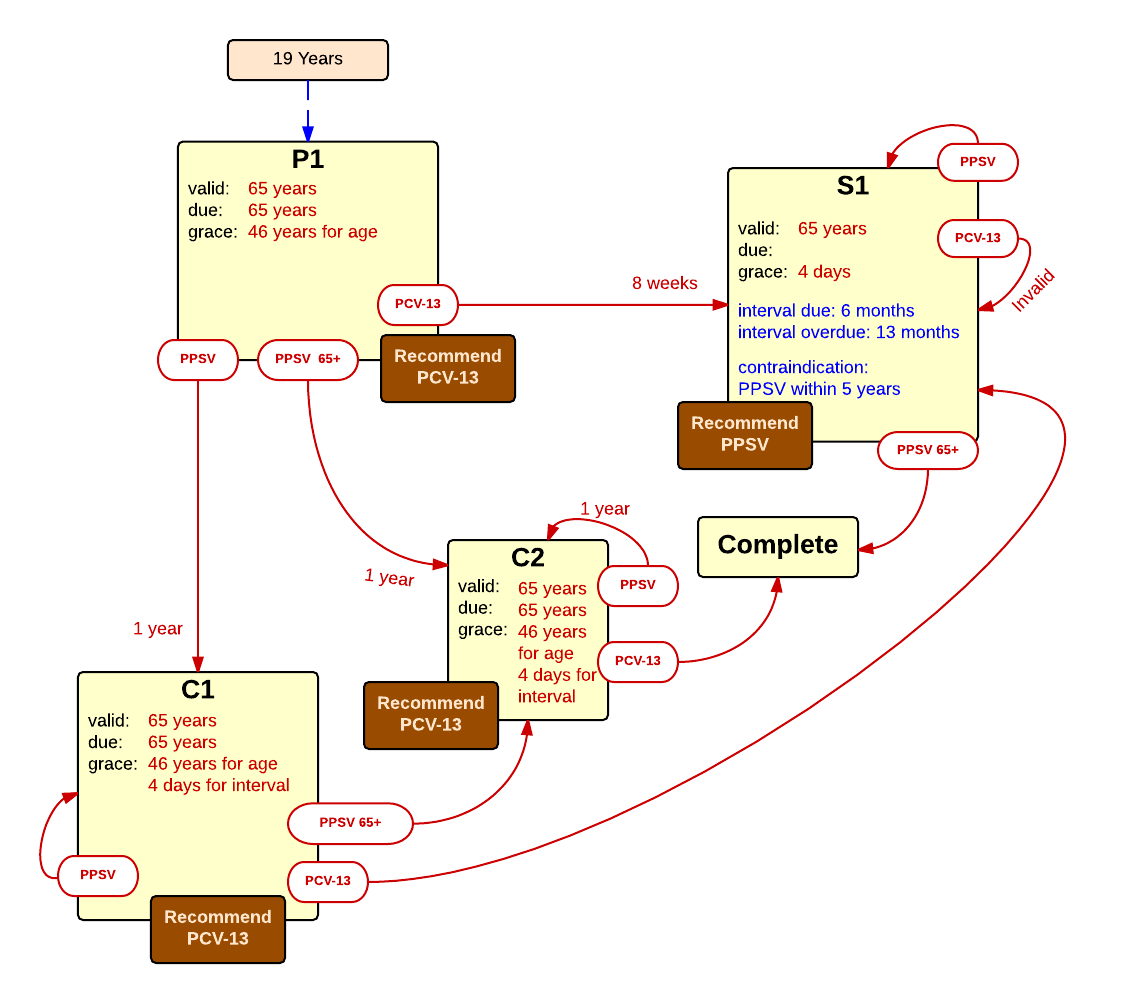 19 Years
P1
valid: 65 years
due: 65 years
grace: 46 years for age
PCV-13
PPSV
PPSV 65+
Recommend
PCV-13
8 weeks
S1
valid: 65 years
due:
grace: 4 days
interval due: 6 months
interval overdue: 13 months
contraindication:
PPSV within 5 years
PPSV
PCV-13
Invalid
Recommend
PPSV
PPSV 65+
Complete
1 year
1 year
C2
valid: 65 years
due: 65 years
grace: 46 years
for age
4 days for
interval
PPSV
PCV-13
Recommend
PCV-13
1 year
C1
valid: 65 years
due: 65 years
grace: 46 years for age
4 days for interval
PPSV 65+
PCV-13
PPSV
Recommend
PCV-13